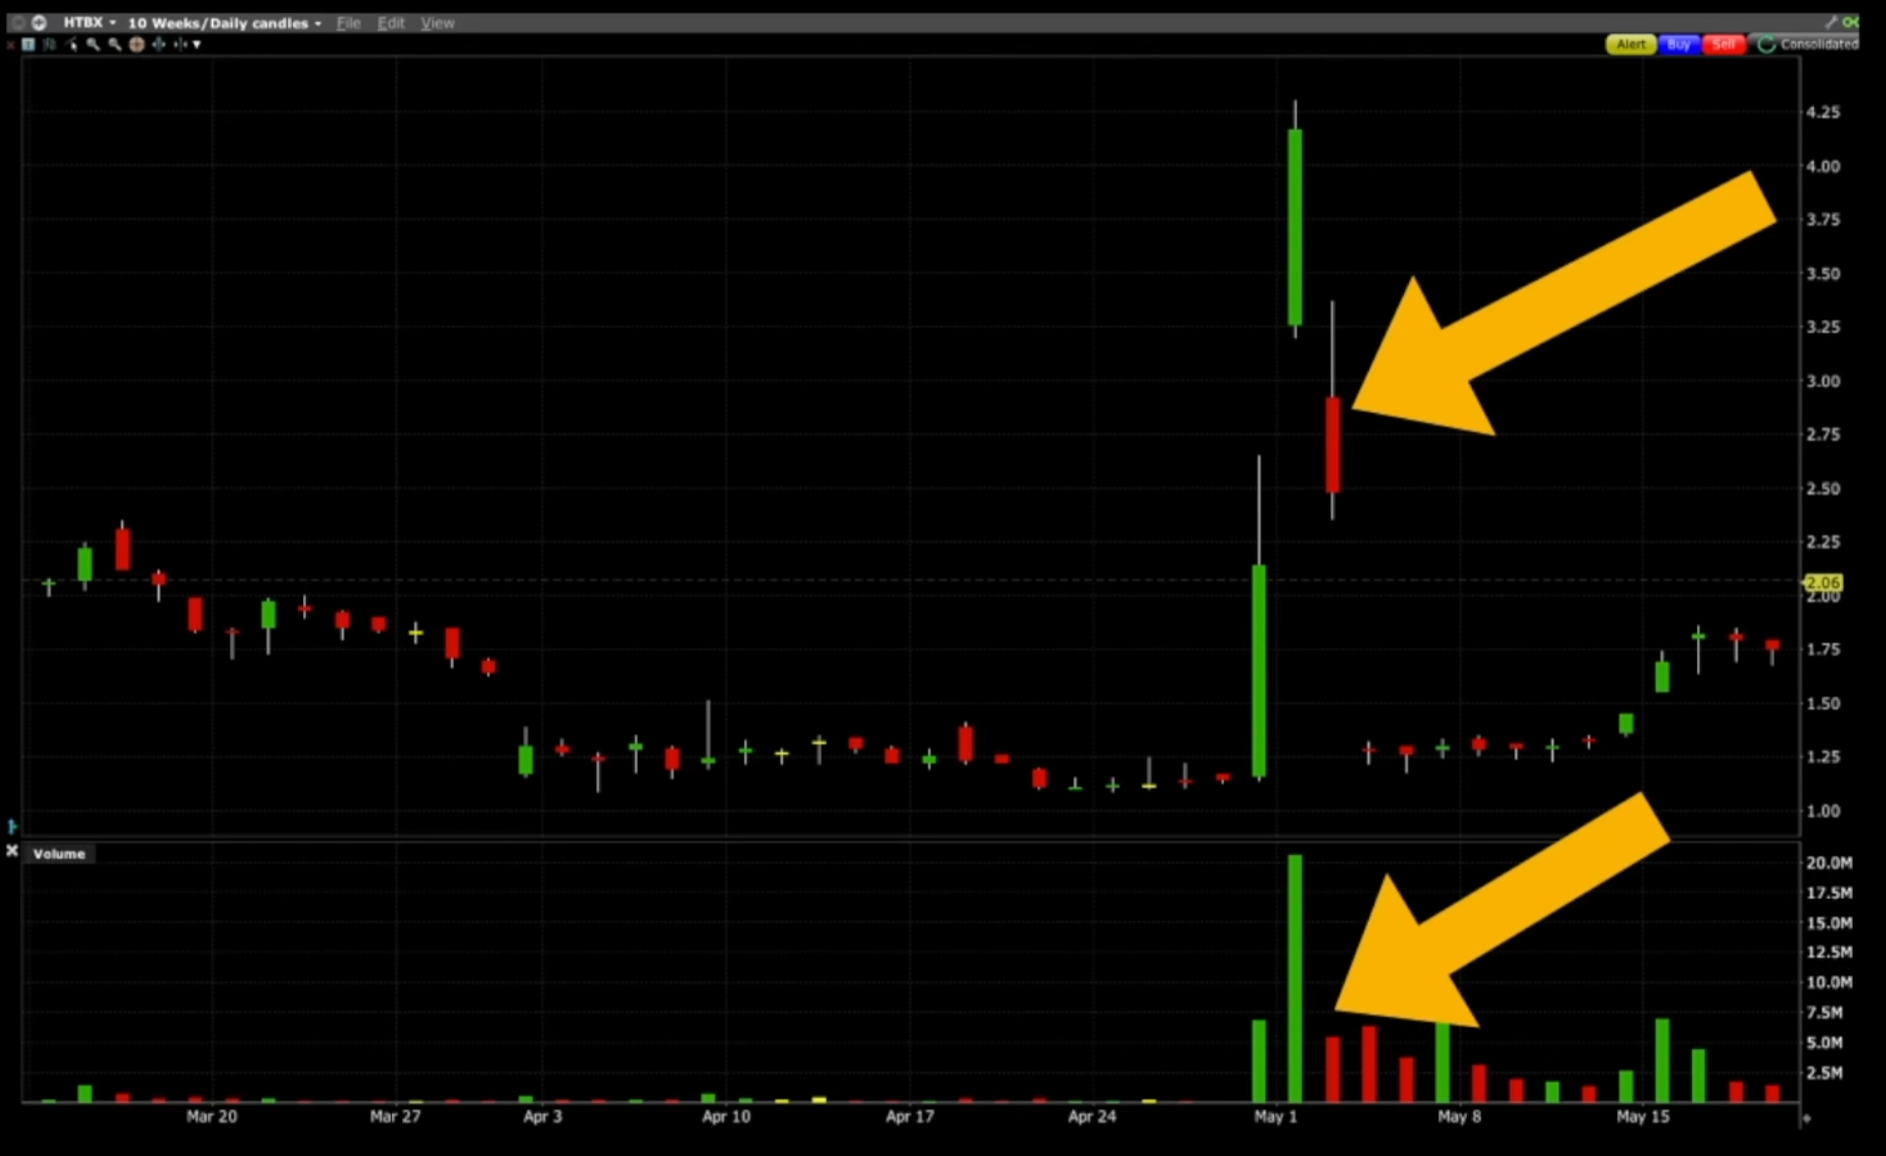 HTBX 10 Weeks/Daily candles File Edit View
Alert Buy Sell Consolidated
4.25
4.00
3.75
3.50
3.25
3.00
2.75
2.50
2.25
2.06
2.00
1.75
1.50
1.25
1.00
Volume
20.0M
17.5M
15.0M
12.5M
10.0M
7.5M
5.0M
2.5M
Mar 20 Mar 27 Apr 3 Apr 10 Apr 17 Apr 24 May 1 May 8 May 15